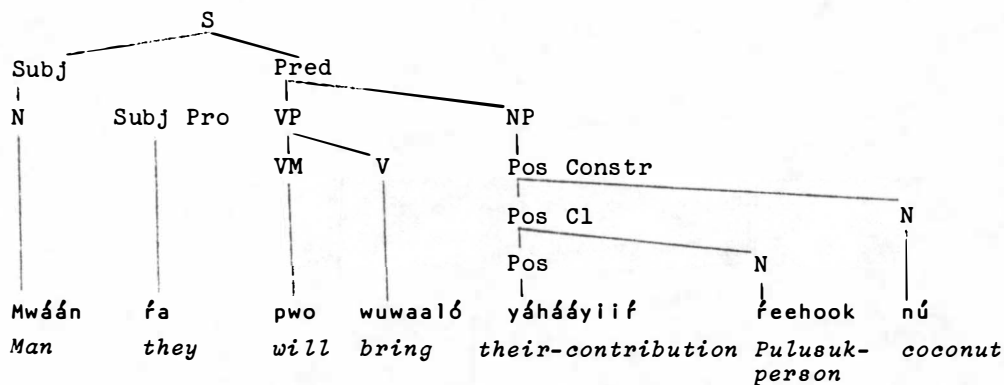 S
Subj Pred
N Subj Pro VP NP
VM V Pos Constr
Pos Cl N
Pos N
Mwáán ŕa pwo wuwaaló yáhááyiiŕ ŕeehook nú
Man they will bring their-contribution Pulusuk- coconut
person